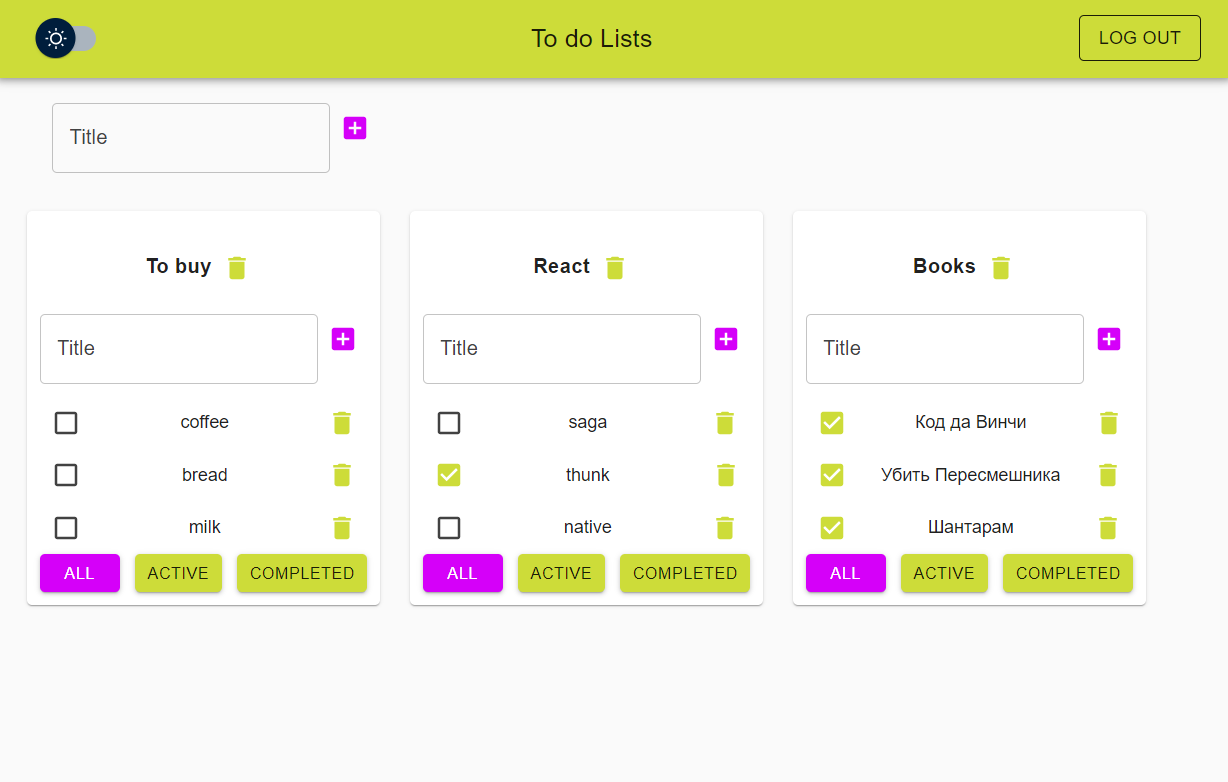 To do Lists
LOG OUT
Title
To buy
Title
coffee
bread
milk
ALL ACTIVE COMPLETED
React
Title
saga
thunk
native
ALL ACTIVE COMPLETED
Books
Title
Код да Винчи
Убить Пересмешника
Шантарам
ALL ACTIVE COMPLETED